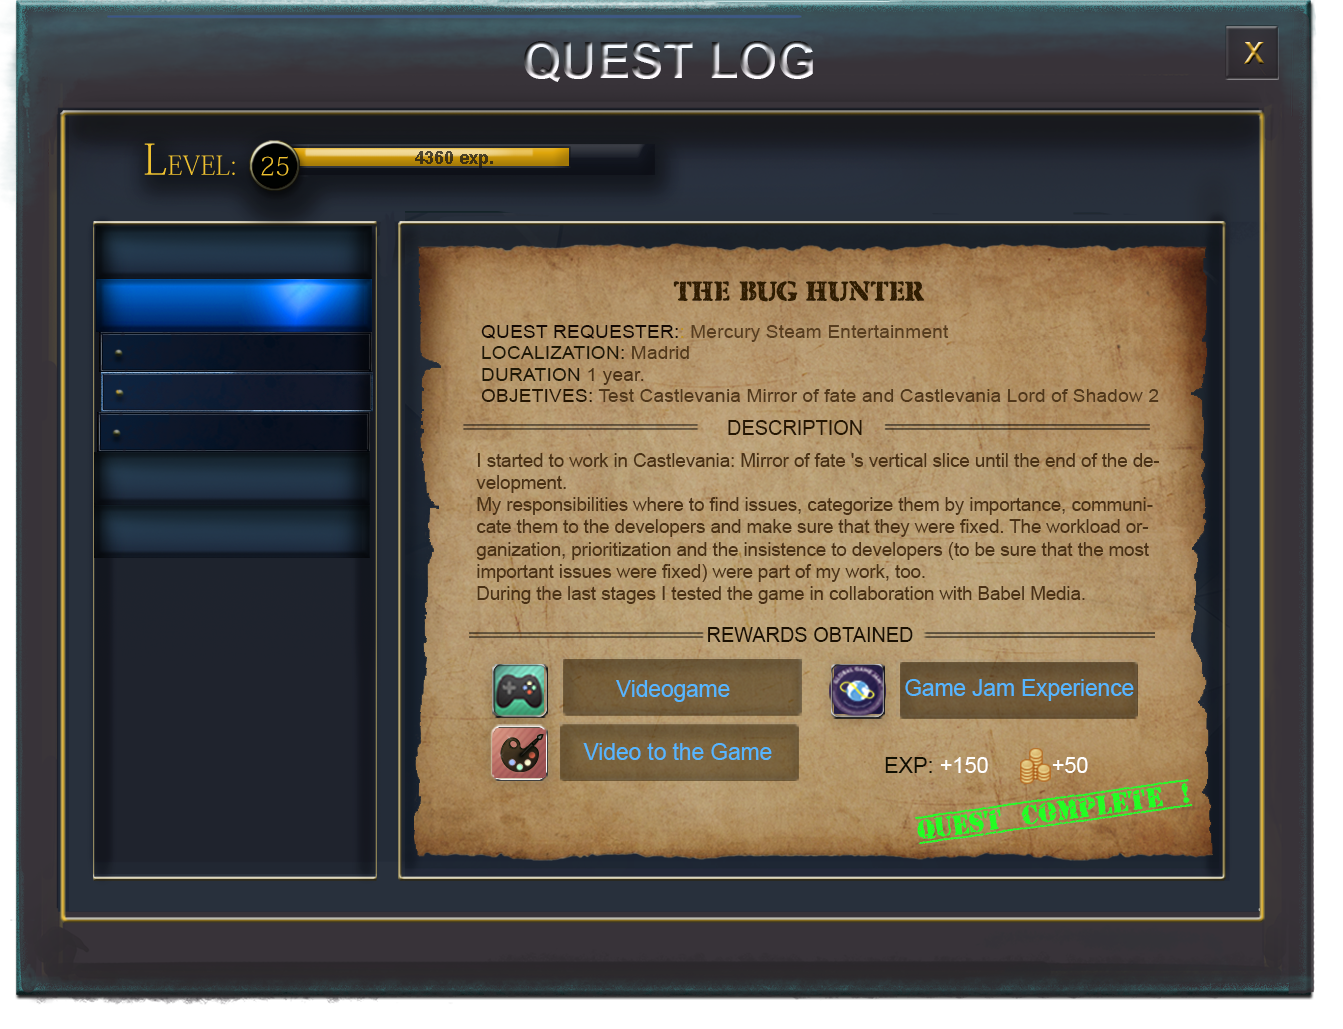 QUEST LOG
X
LEVEL: 25
4360 exp.
THE BUG HUNTER
QUEST REQUESTER: Mercury Steam Entertainment
LOCALIZATION: Madrid
DURATION 1 year.
OBJETIVES: Test Castlevania Mirror of fate and Castlevania Lord of Shadow 2
DESCRIPTION
I started to work in Castlevania: Mirror of fate 's vertical slice until the end of the de-
velopment.
My responsibilities where to find issues, categorize them by importance, communi-
cate them to the developers and make sure that they were fixed. The workload or-
ganization, prioritization and the insistence to developers (to be sure that the most
important issues were fixed) were part of my work, too.
During the last stages I tested the game in collaboration with Babel Media.
REWARDS OBTAINED
Videogame
GLOBAL GAME JAM
Game Jam Experience
Video to the Game
EXP: +150
+50
QUEST COMPLETE !